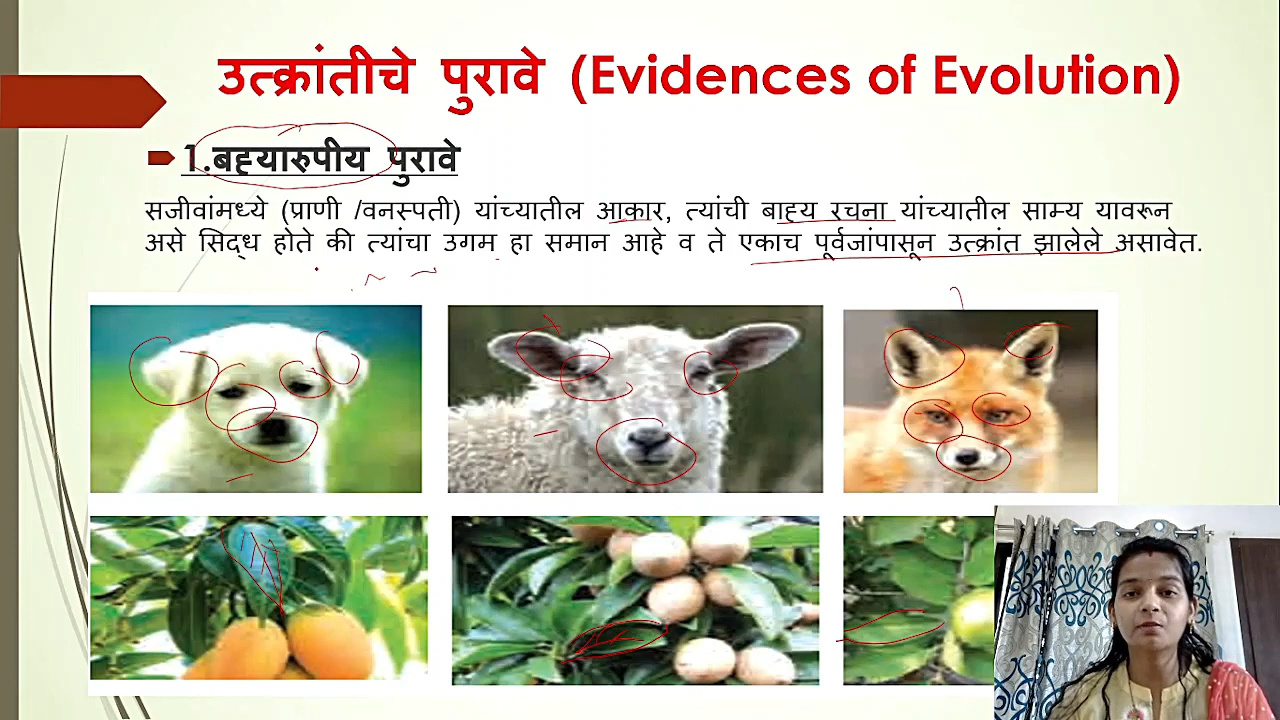 उत्क्रांतीचे पुरावे (Evidences of Evolution)
1.बह्यारुपीय पुरावे
सजीवांमध्ये (प्राणी /वनस्पती) यांच्यातील आकार, त्यांची बाह्य रचना यांच्यातील साम्य यावरून
असे सिद्ध होते की त्यांचा उगम हा समान आहे व ते एकाच पूर्वजांपासून उत्क्रांत झालेले असावेत.